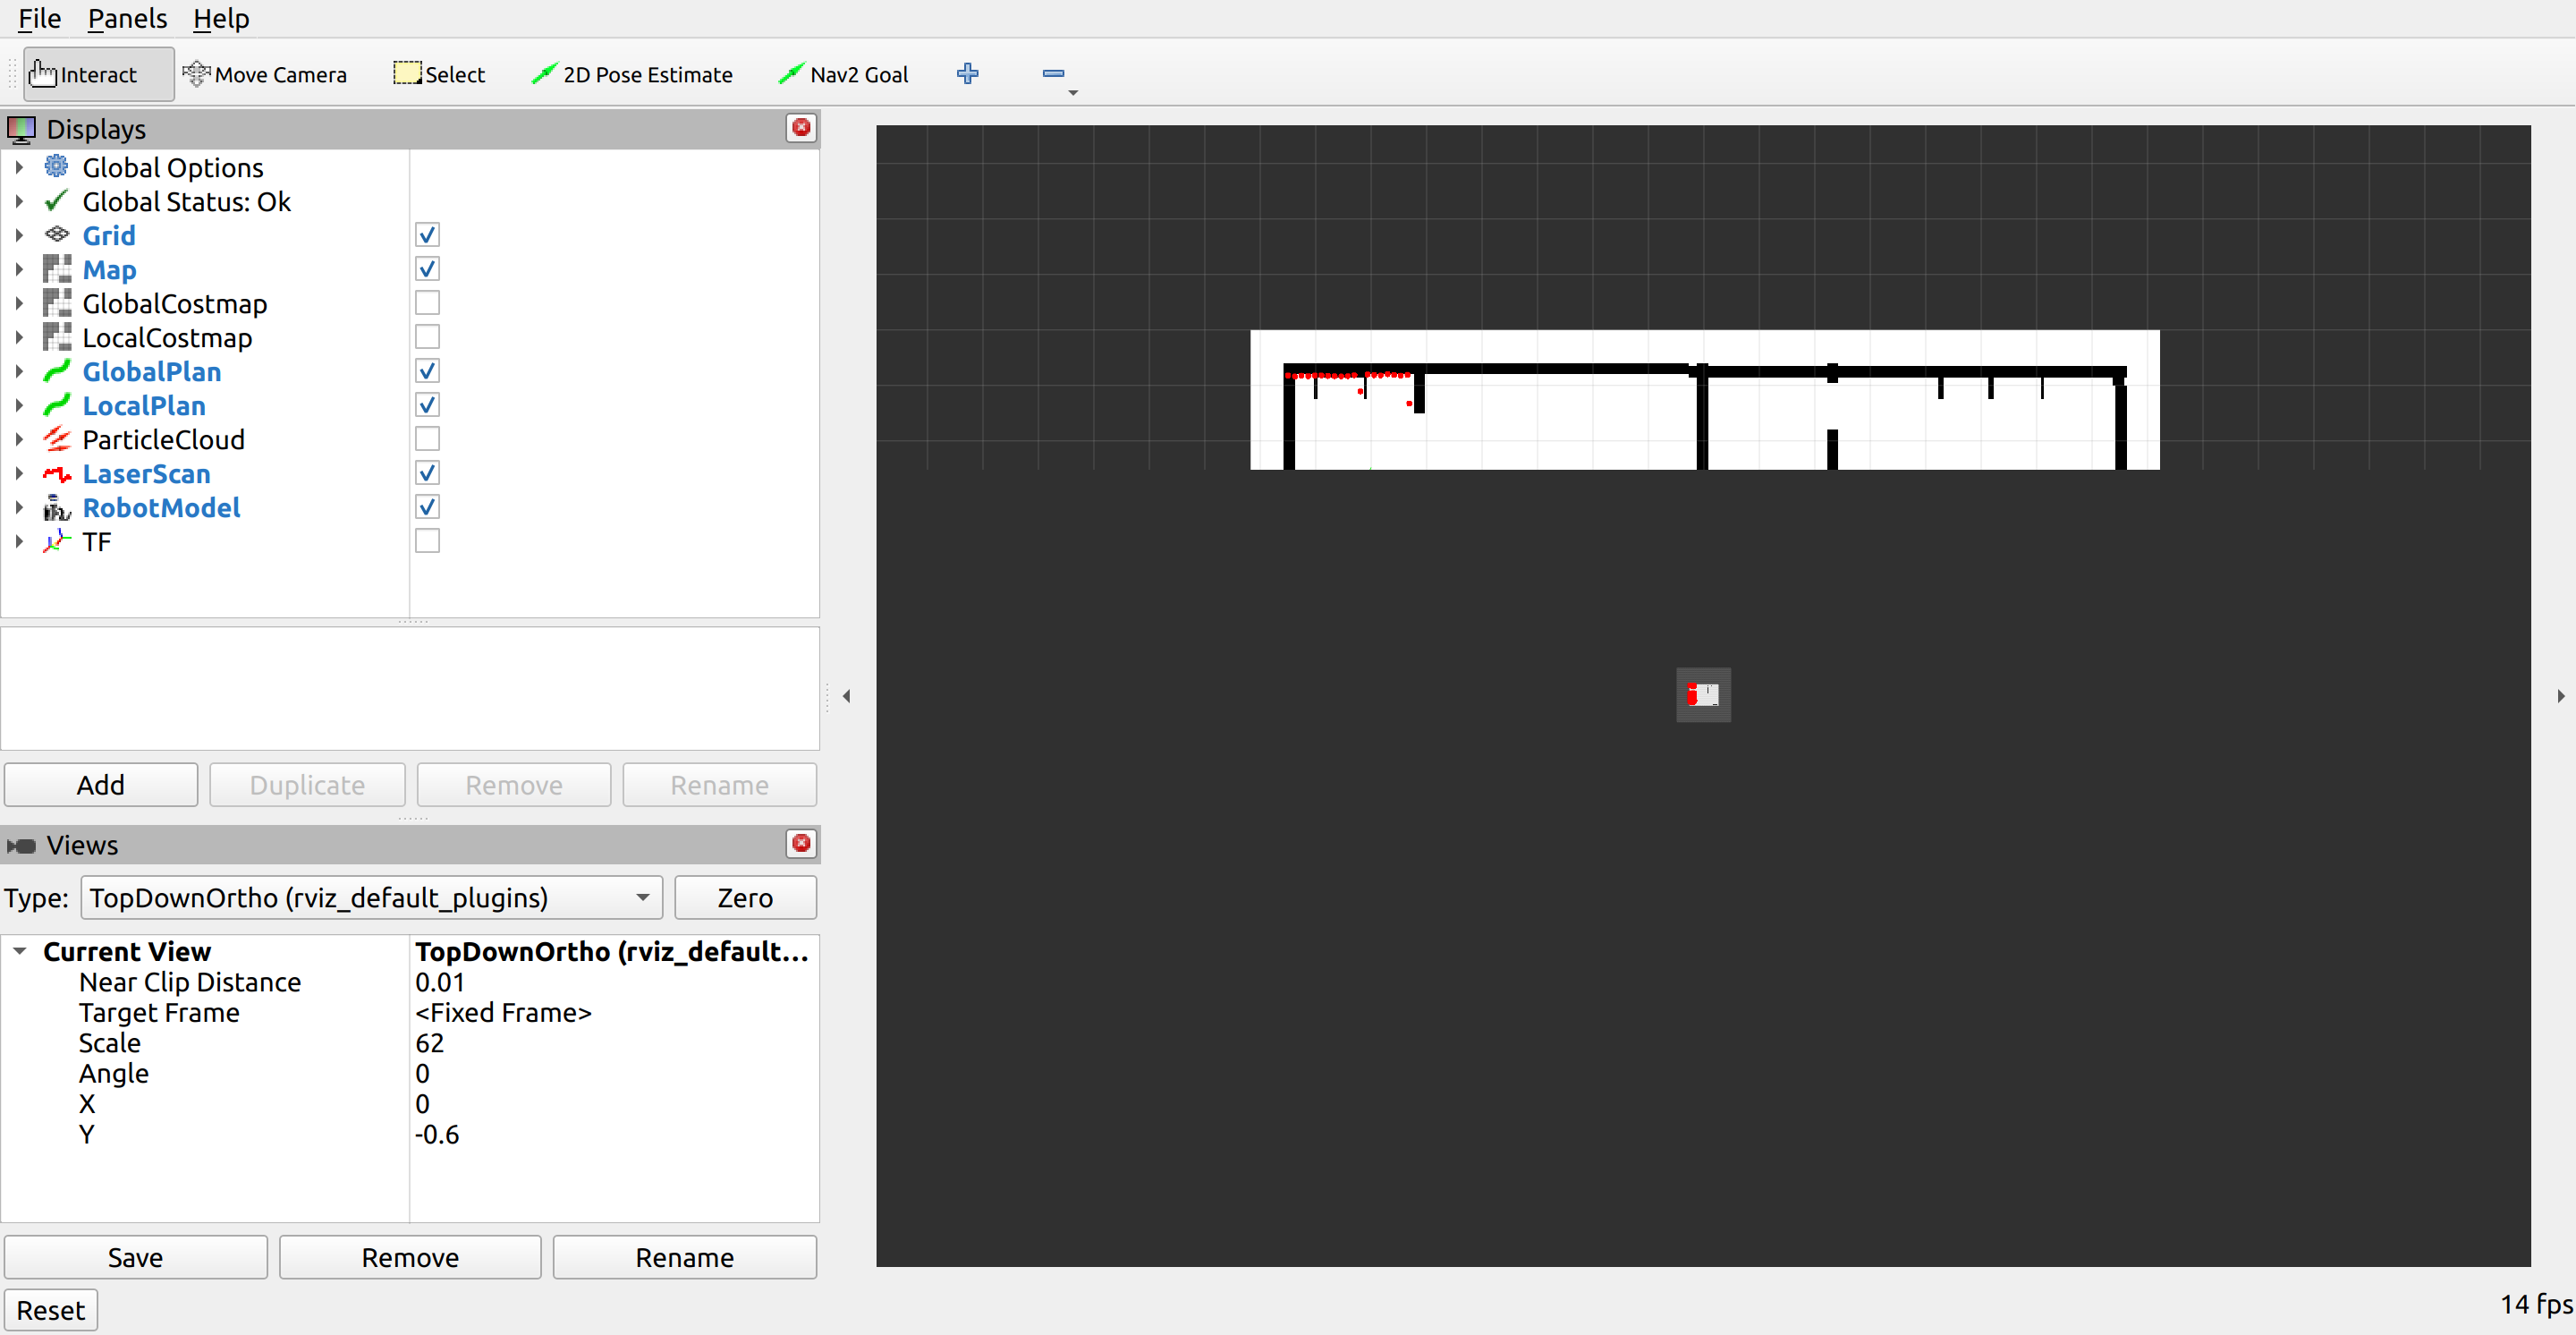 File Panels Help
Interact Move Camera Select 2D Pose Estimate Nav2 Goal
Displays
Global Options
Global Status: Ok
Grid
Map
GlobalCostmap
LocalCostmap
GlobalPlan
LocalPlan
ParticleCloud
LaserScan
RobotModel
TF
Add Duplicate Remove Rename
Views
Type: TopDownOrtho (rviz_default_plugins) Zero
Current View TopDownOrtho (rviz_default...
Near Clip Distance 0.01
Target Frame <Fixed Frame>
Scale 62
Angle 0
X 0
Y -0.6
Save Remove Rename
Reset 14 fps